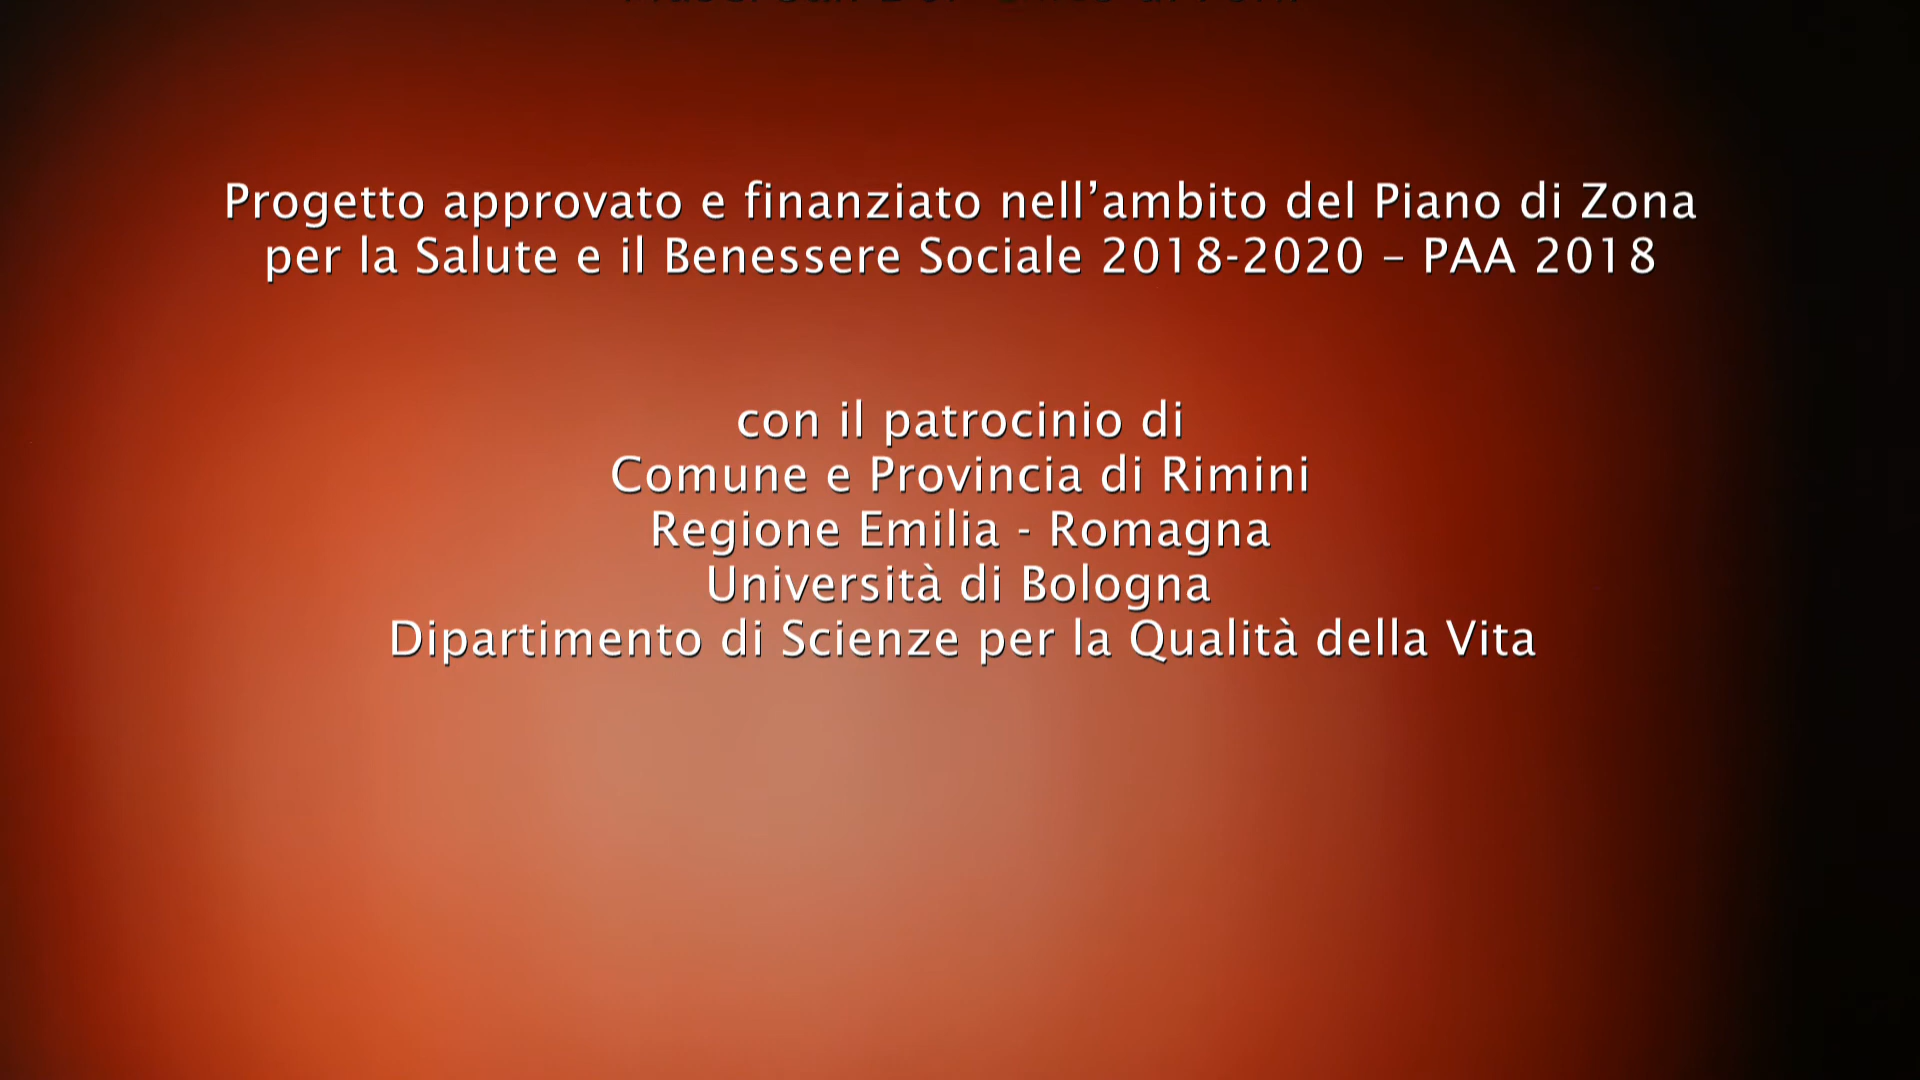 Progetto approvato e finanziato nell’ambito del Piano di Zona
per la Salute e il Benessere Sociale 2018-2020 – PAA 2018
con il patrocinio di
Comune e Provincia di Rimini
Regione Emilia - Romagna
Università di Bologna
Dipartimento di Scienze per la Qualità della Vita